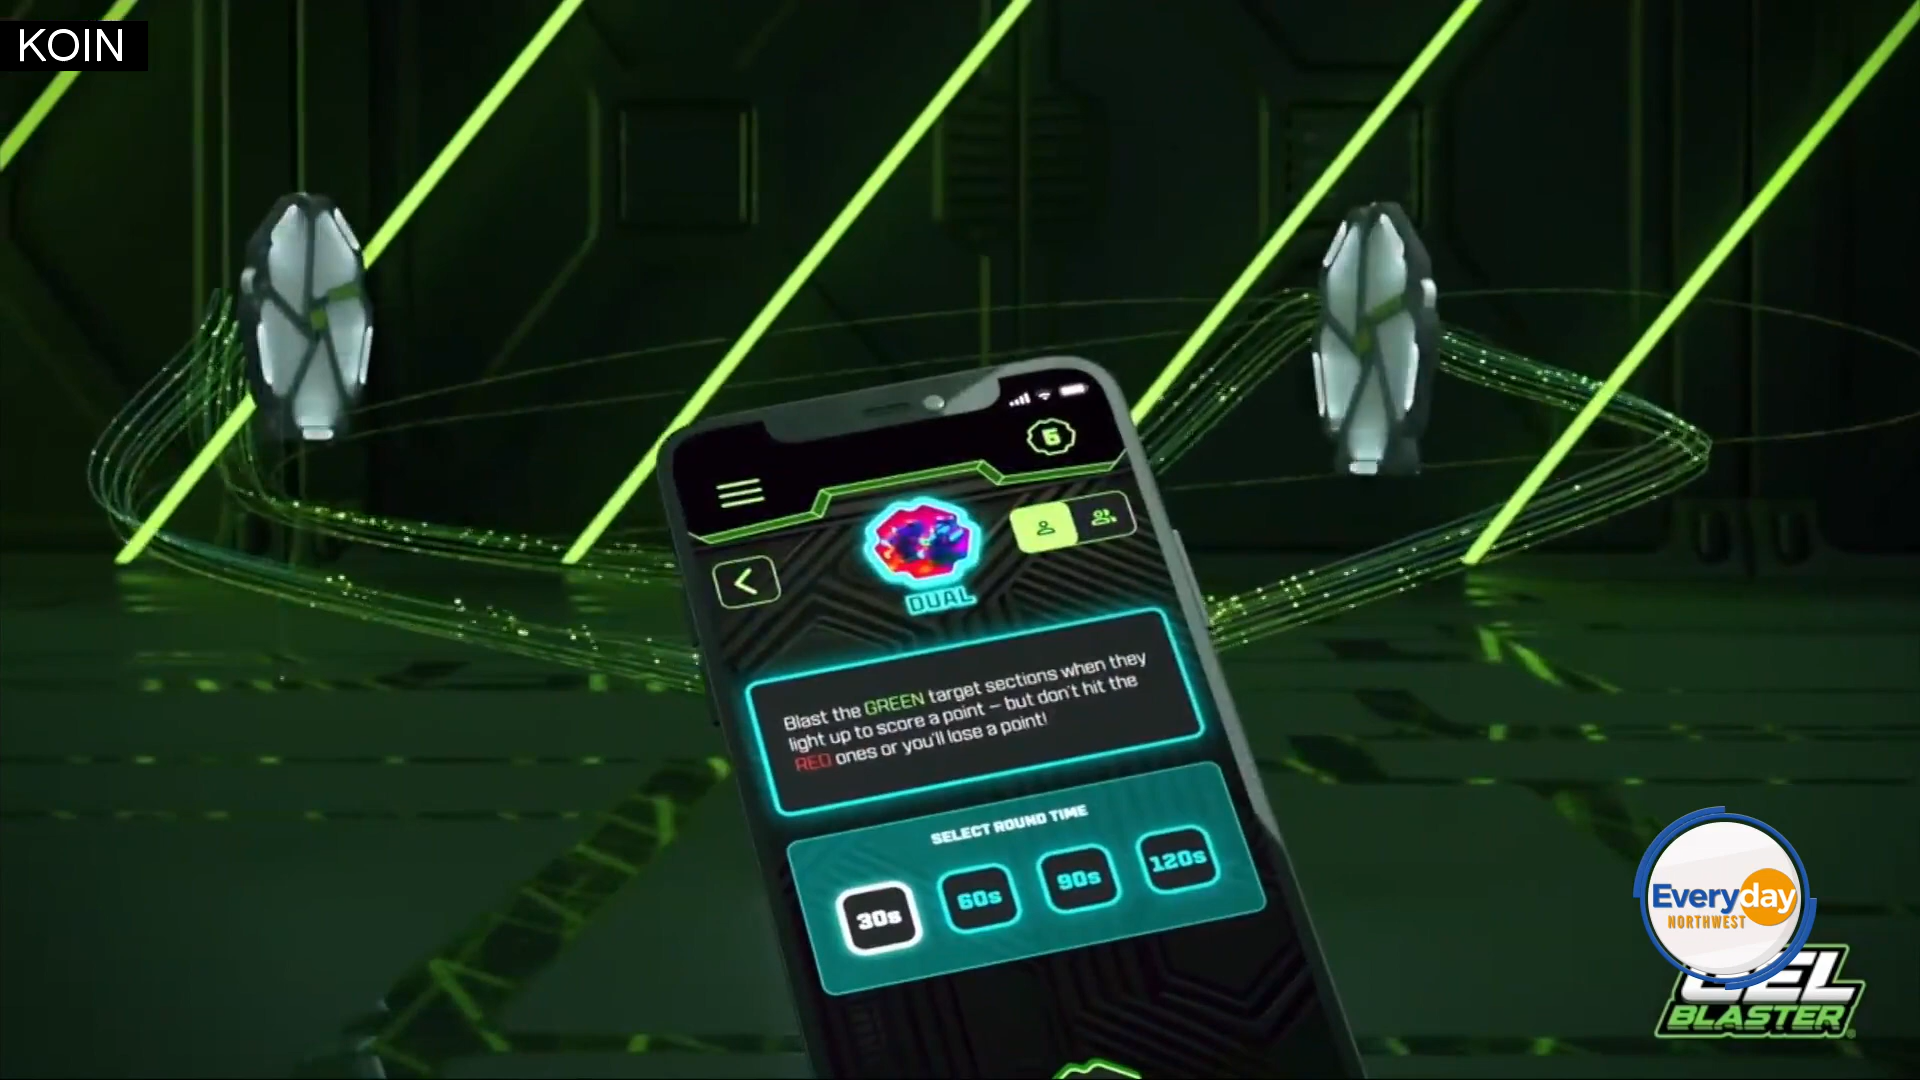 KOIN
6
DUAL
Blast the GREEN target sections when they
light up to score a point – but don't hit the
RED ones or you'll lose a point!
SELECT ROUND TIME
30s 60s 90s 120s
Everyday
NORTHWEST
GEL
BLASTER